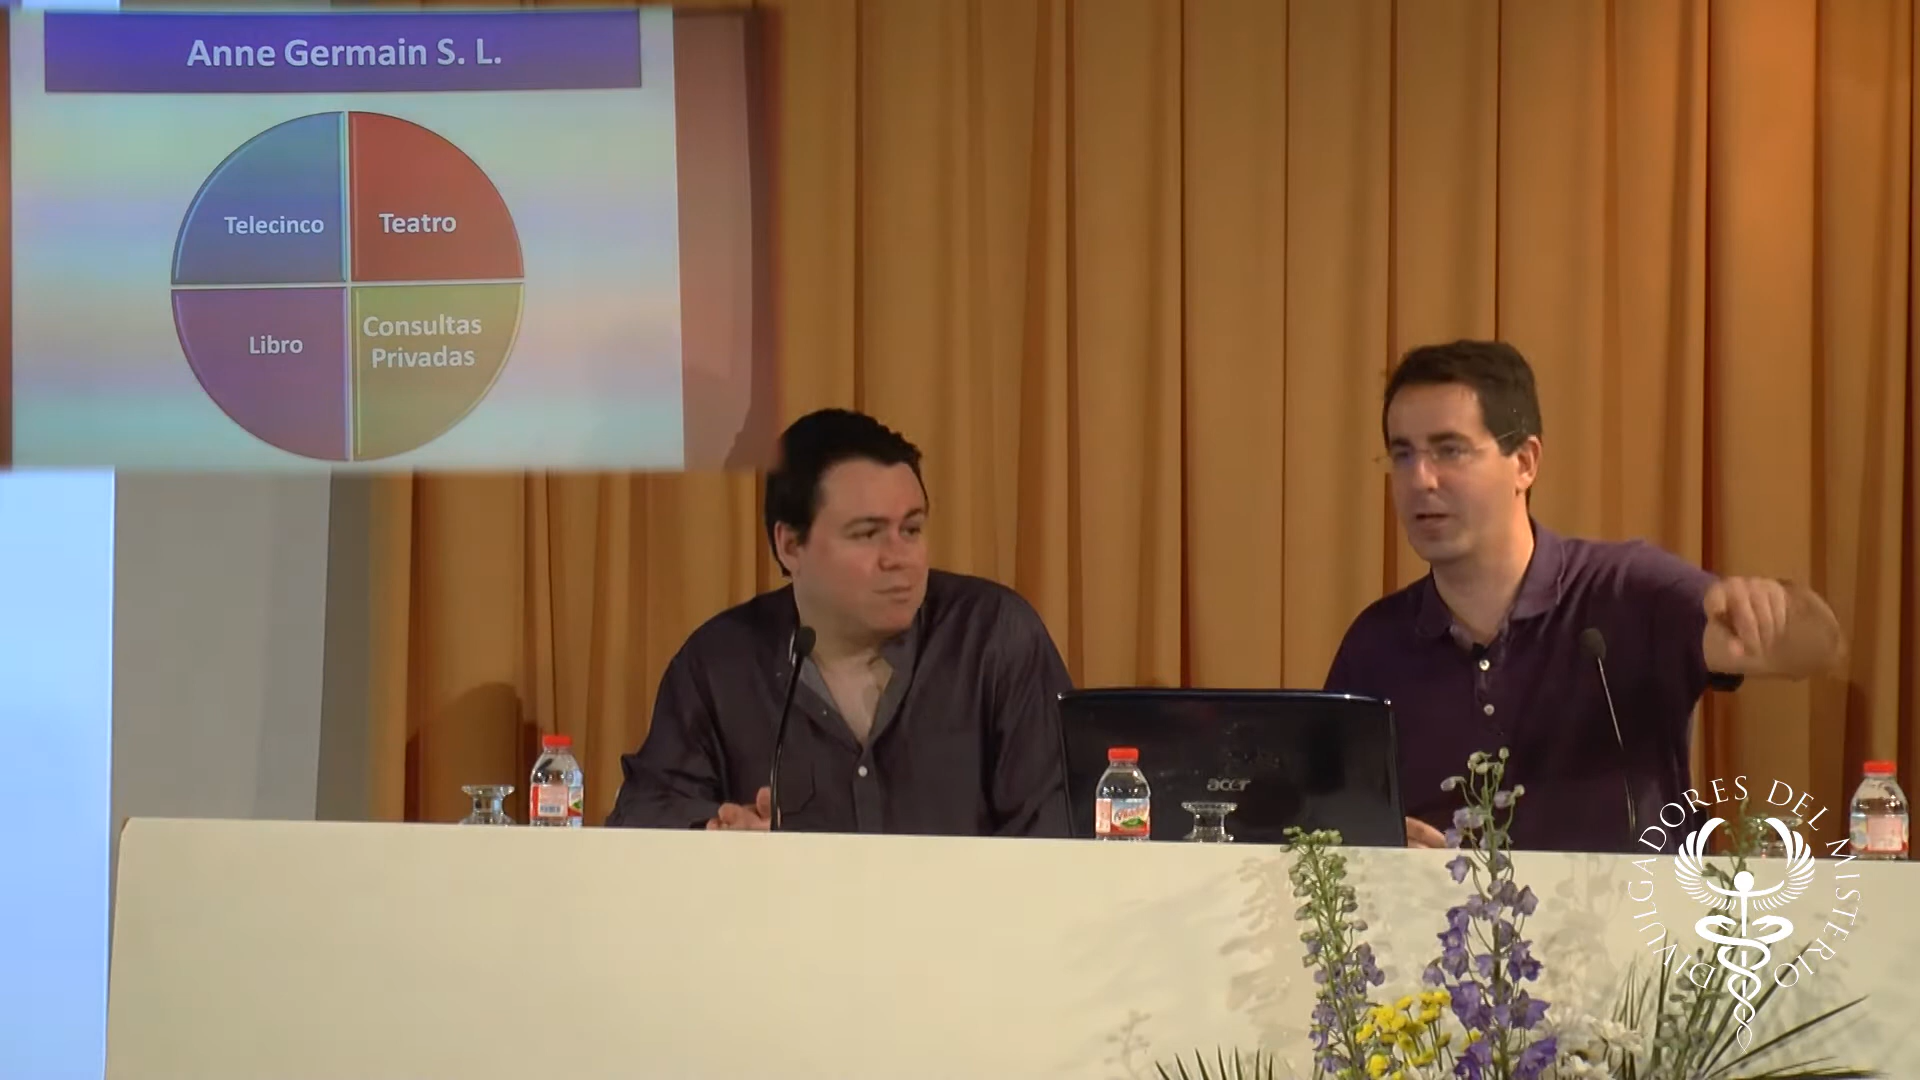 Anne Germain S. L.
Telecinco
Teatro
Libro
Consultas
Privadas
acer
DIVULGADORES DEL MISTERIO